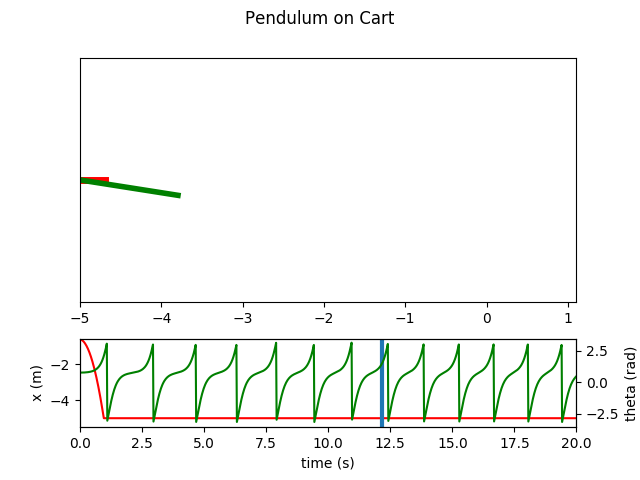 Pendulum on Cart
−5 −4 −3 −2 −1 0 1
x (m)
−2
−4
2.5
0.0
−2.5
theta (rad)
0.0 2.5 5.0 7.5 10.0 12.5 15.0 17.5 20.0
time (s)